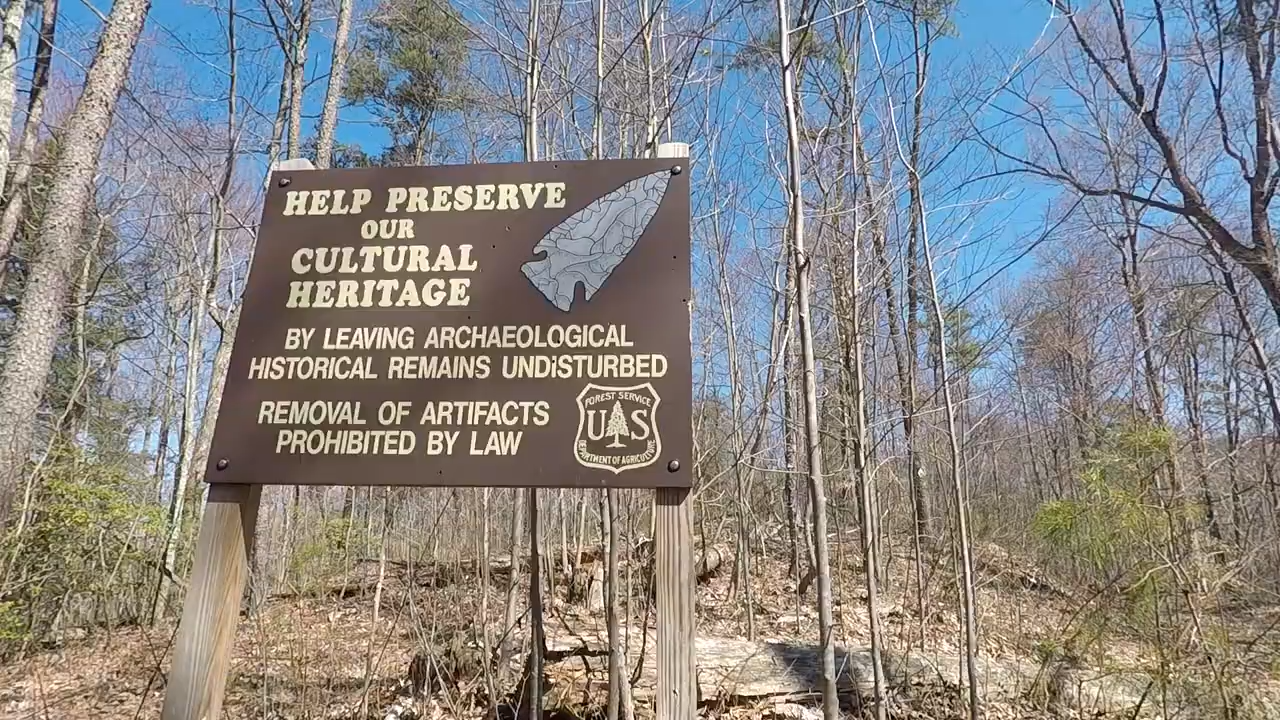 HELP PRESERVE
OUR
CULTURAL
HERITAGE
BY LEAVING ARCHAEOLOGICAL
HISTORICAL REMAINS UNDiSTURBED
REMOVAL OF ARTIFACTS
PROHIBITED BY LAW
FOREST SERVICE
U S
DEPARTMENT OF AGRICULTURE